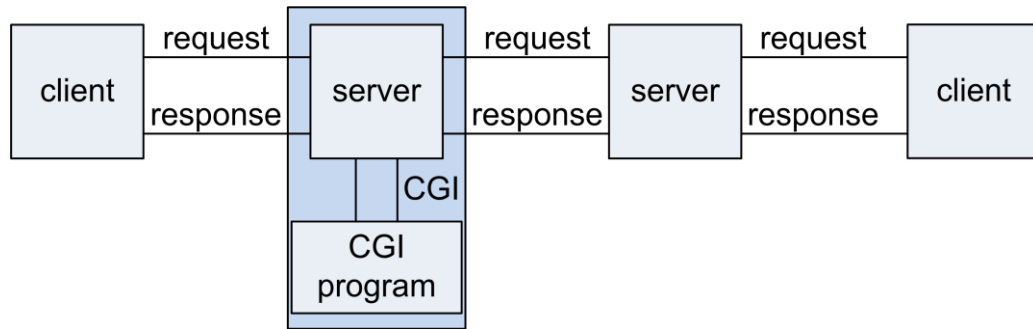 request
request
request
client
server
server
client
response
response
response
CGI
CGI
program